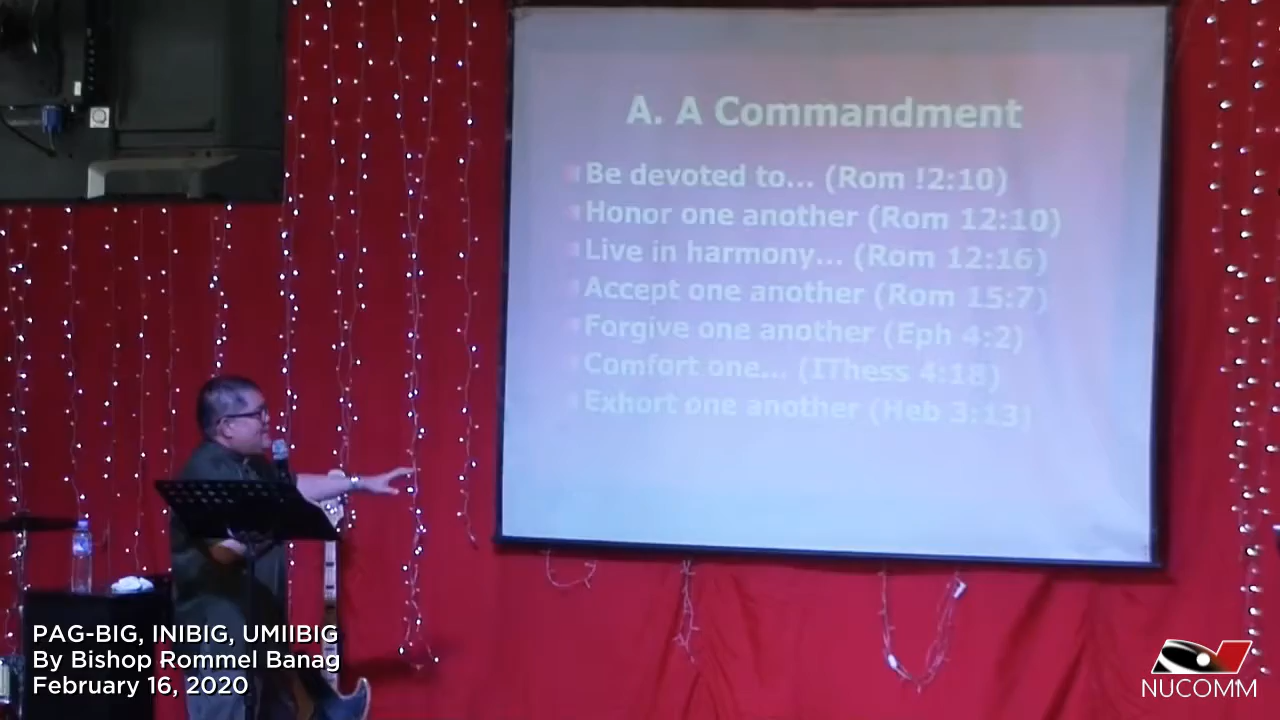 A. A Commandment
Be devoted to... (Rom !2:10)
Honor one another (Rom 12:10)
Live in harmony... (Rom 12:16)
Accept one another (Rom 15:7)
Forgive one another (Eph 4:2)
Comfort one... (IThess 4:18)
Exhort one another (Heb 3:13)
PAG-BIG, INIBIG, UMIIBIG
By Bishop Rommel Banag
February 16, 2020
NUCOMM